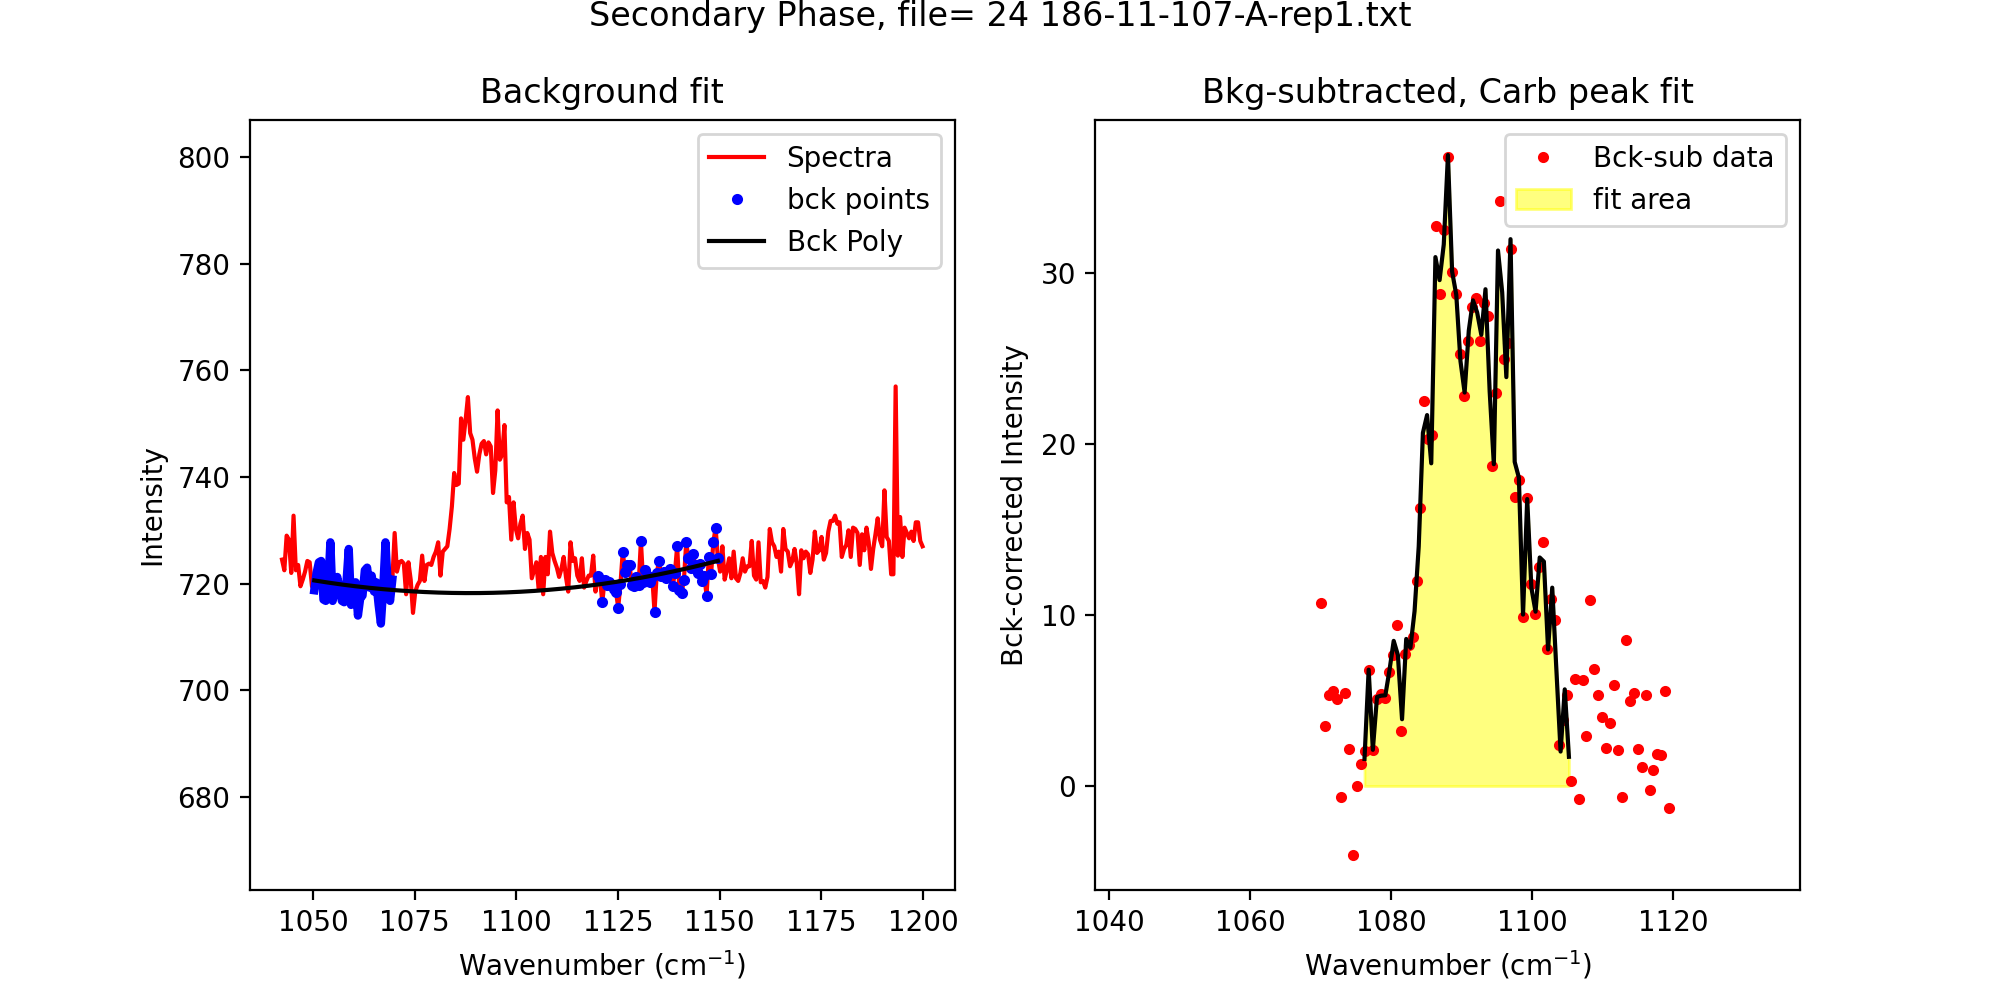 Secondary Phase, file= 24 186-11-107-A-rep1.txt
Background fit
Spectra
bck points
Bck Poly
800
780
760
740
720
700
680
Intensity
1050 1075 1100 1125 1150 1175 1200
Wavenumber (cm⁻¹)
Bkg-subtracted, Carb peak fit
Bck-sub data
fit area
30
20
10
0
Bck-corrected Intensity
1040 1060 1080 1100 1120
Wavenumber (cm⁻¹)